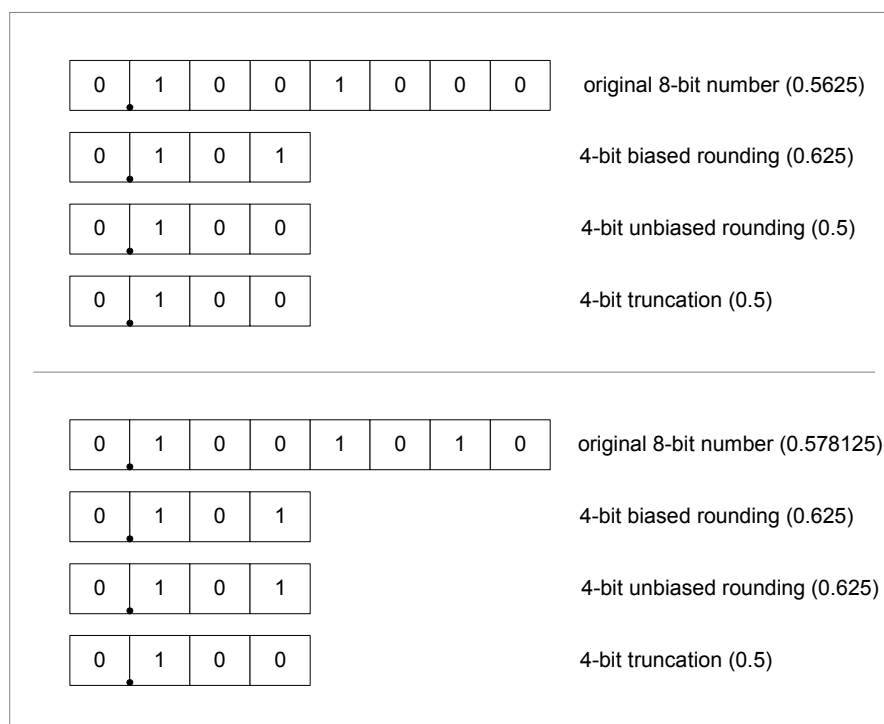 0 1 0 0 1 0 0 0 original 8-bit number (0.5625)
0 1 0 1 4-bit biased rounding (0.625)
0 1 0 0 4-bit unbiased rounding (0.5)
0 1 0 0 4-bit truncation (0.5)
0 1 0 0 1 0 1 0 original 8-bit number (0.578125)
0 1 0 1 4-bit biased rounding (0.625)
0 1 0 1 4-bit unbiased rounding (0.625)
0 1 0 0 4-bit truncation (0.5)